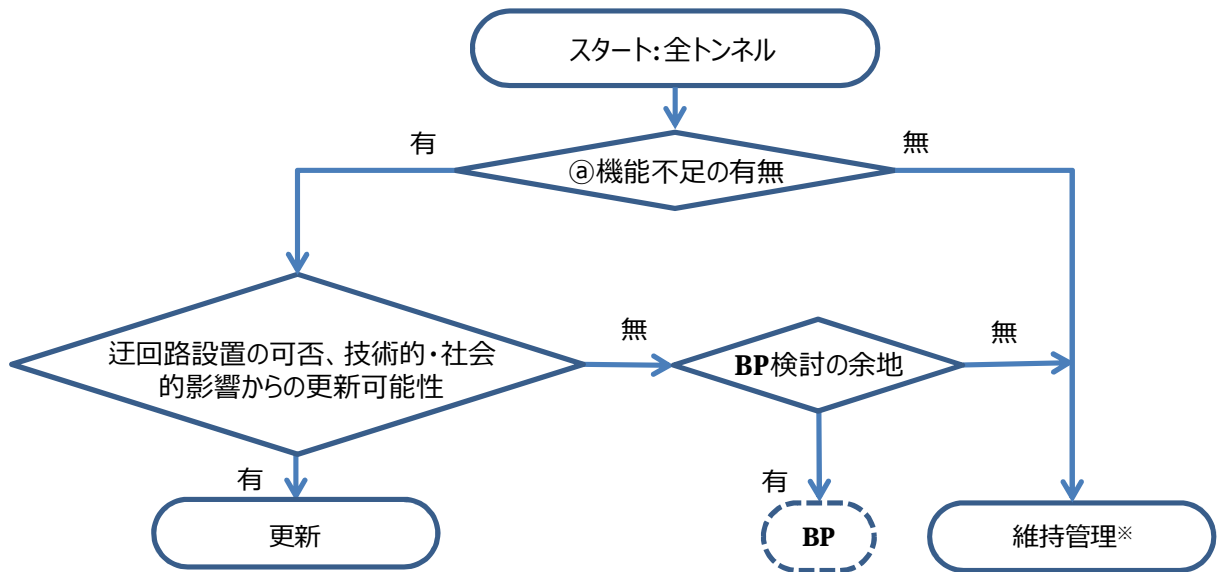 スタート:全トンネル
有
無
ⓐ機能不足の有無
迂回路設置の可否、技術的・社会
的影響からの更新可能性
無
BP検討の余地
無
有
有
更新
BP
維持管理※